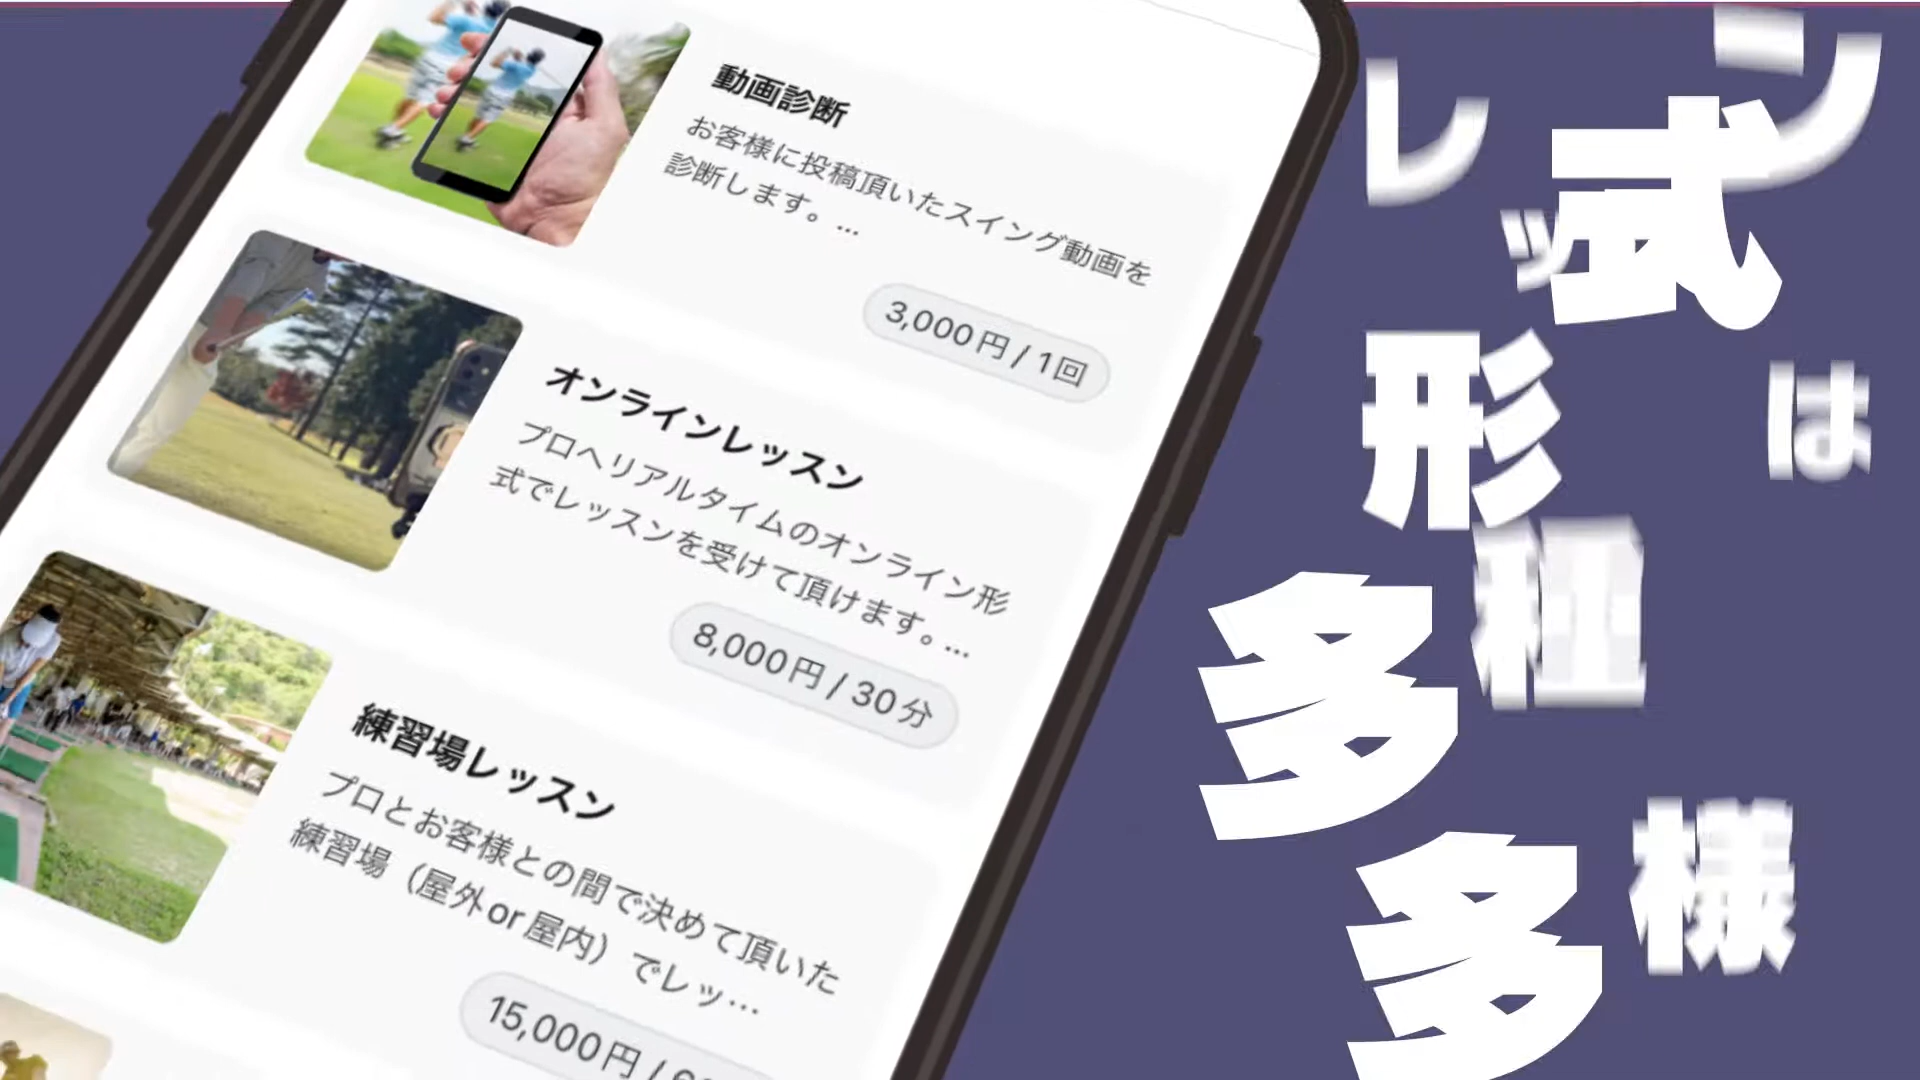 動画診断
お客様に投稿頂いたスイング動画を
診断します。…
3,000円 / 1回
オンラインレッスン
プロへリアルタイムのオンライン形
式でレッスンを受けて頂けます。…
8,000円 / 30分
練習場レッスン
プロとお客様との間で決めて頂いた
練習場（屋外or屋内）でレッ…
15,000円 /
レ
ッ
ン
形
式
は
多
種
多
様